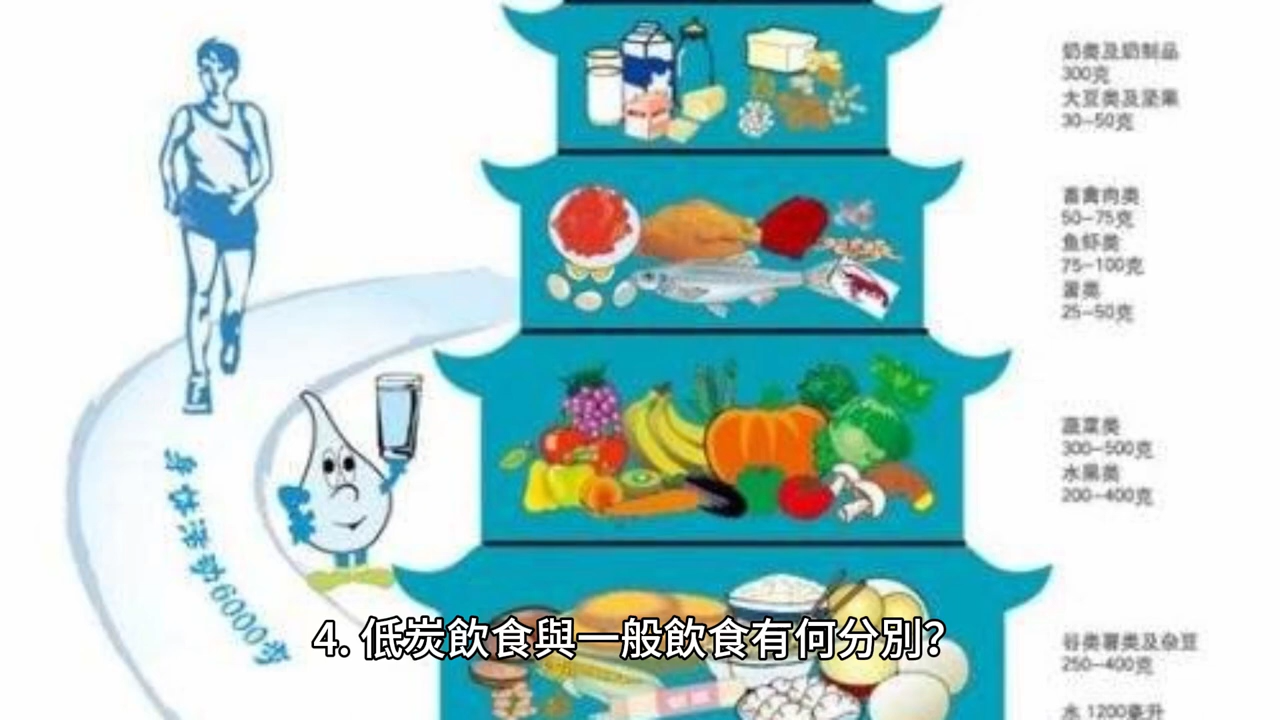 奶类及奶制品
300克
大豆类及坚果
30-50克
畜禽肉类
50-75克
鱼虾类
75-100克
蛋类
25-50克
蔬菜类
300-500克
水果类
200-400克
谷类薯类及杂豆
250-400克
水 1200毫升
身体活动6000步
4. 低炭飲食與一般飲食有何分別?